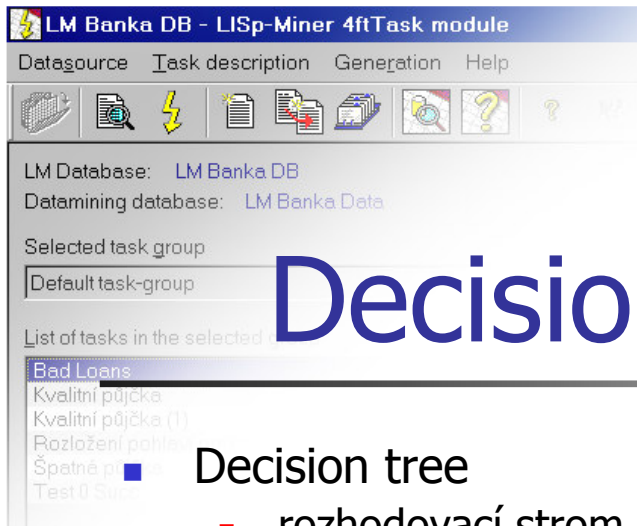 LM Banka DB - LISp-Miner 4ftTask module
Datasource Task description Generation Help
LM Database: LM Banka DB
Datamining database: LM Banka Data
Selected task group
Default task-group
Decisio
List of tasks in the selected
Bad Loans
Kvalitní půjčka
Kvalitní půjčka (1)
Rozložení
Špatná
Test 0
Decision tree
rozhodovací strom